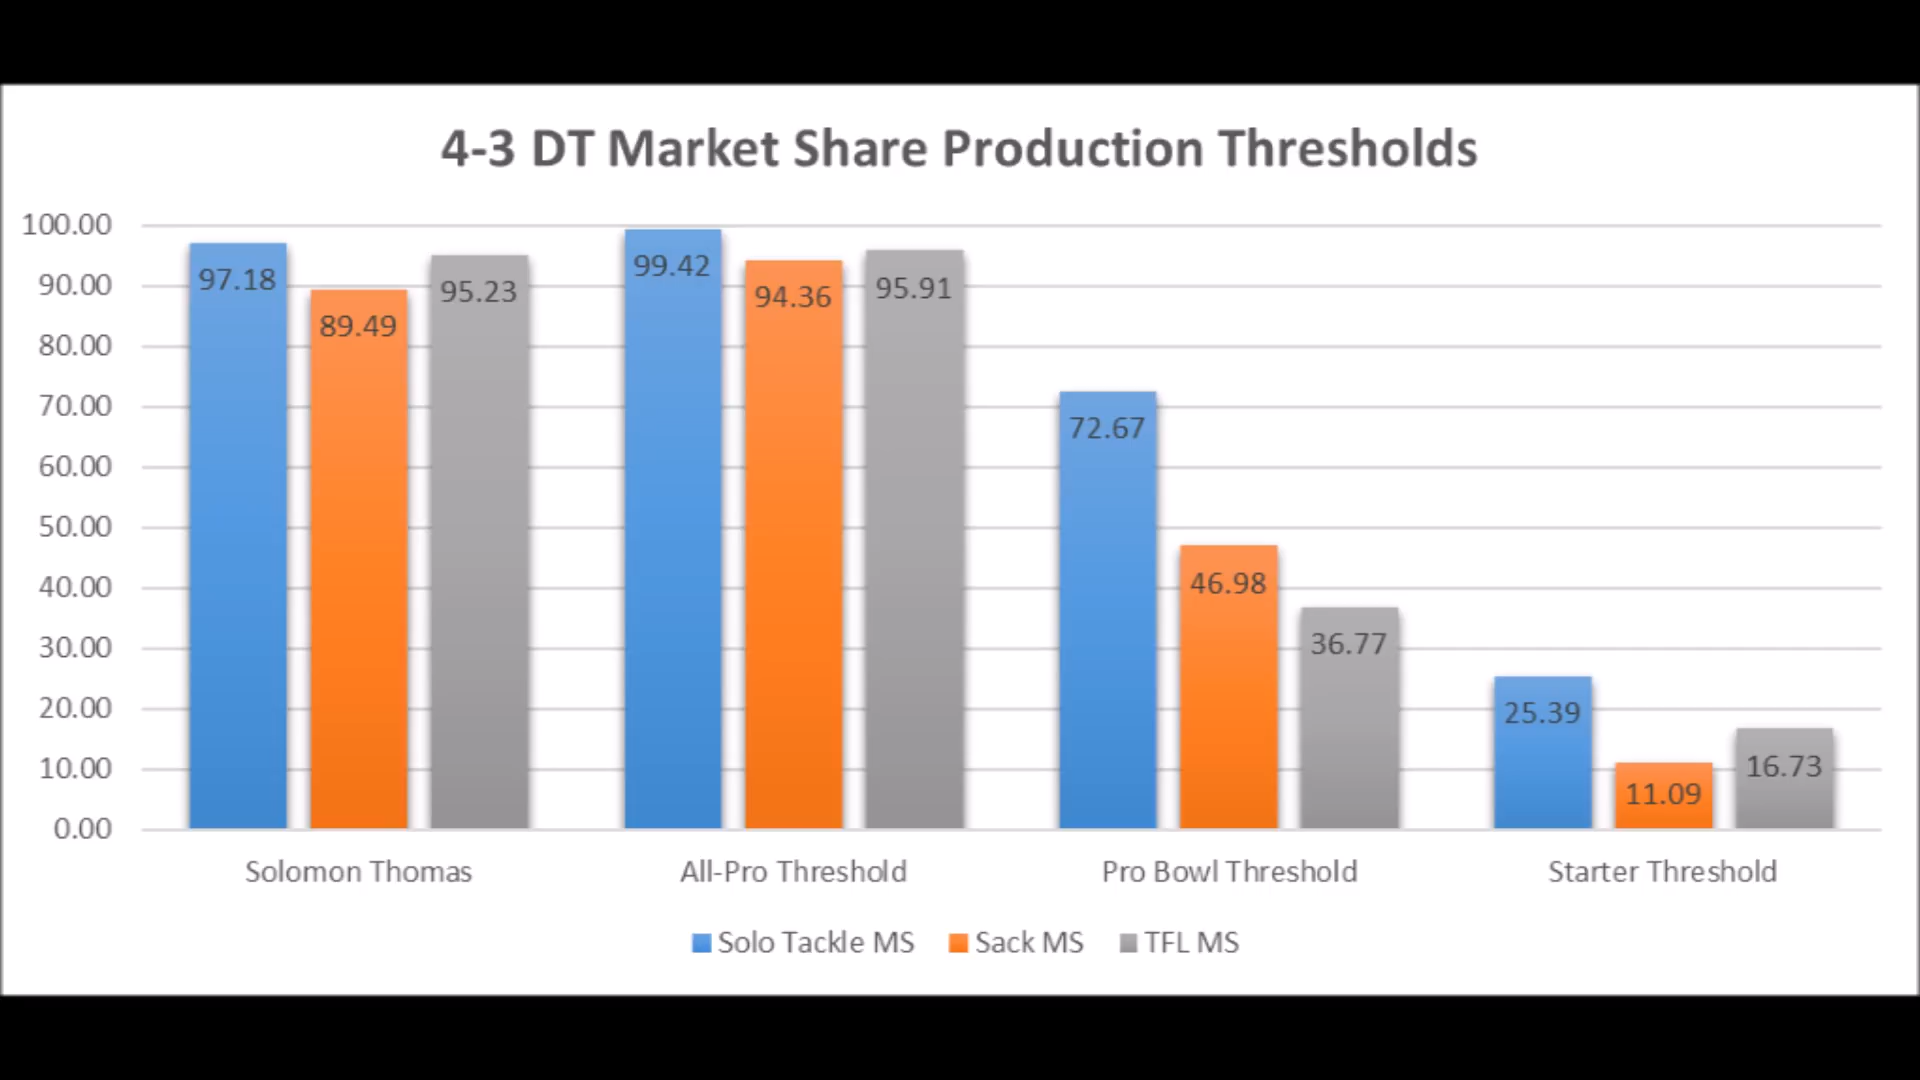 4-3 DT Market Share Production Thresholds
100.00
90.00
80.00
70.00
60.00
50.00
40.00
30.00
20.00
10.00
0.00
97.18
89.49
95.23
99.42
94.36
95.91
72.67
46.98
36.77
25.39
11.09
16.73
Solomon Thomas
All-Pro Threshold
Pro Bowl Threshold
Starter Threshold
Solo Tackle MS
Sack MS
TFL MS